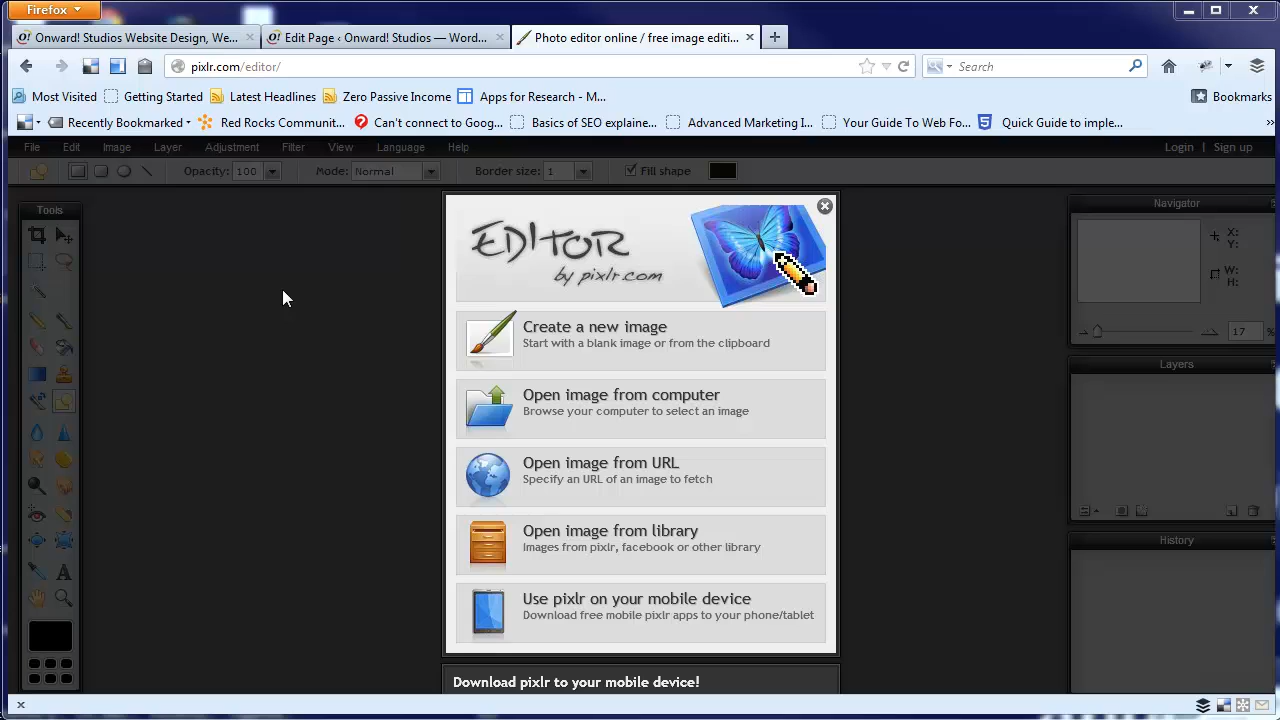 Firefox
Onward! Studios Website Design, We...
Edit Page ‹ Onward! Studios — Word...
Photo editor online / free image editi...
pixlr.com/editor/
Search
Most Visited
Getting Started
Latest Headlines
Zero Passive Income
Apps for Research - M...
Bookmarks
Recently Bookmarked
Red Rocks Communit...
Can't connect to Goog...
Basics of SEO explaine...
Advanced Marketing I...
Your Guide To Web Fo...
Quick Guide to imple...
File Edit Image Layer Adjustment Filter View Language Help
Login | Sign up
Opacity: 100
Mode: Normal
Border size: 1
Fill shape
Tools
EDITOR
by pixlr.com
Create a new image
Start with a blank image or from the clipboard
Open image from computer
Browse your computer to select an image
Open image from URL
Specify an URL of an image to fetch
Open image from library
Images from pixlr, facebook or other library
Use pixlr on your mobile device
Download free mobile pixlr apps to your phone/tablet
Download pixlr to your mobile device!
Navigator
X:
Y:
W:
H:
17 %
Layers
History